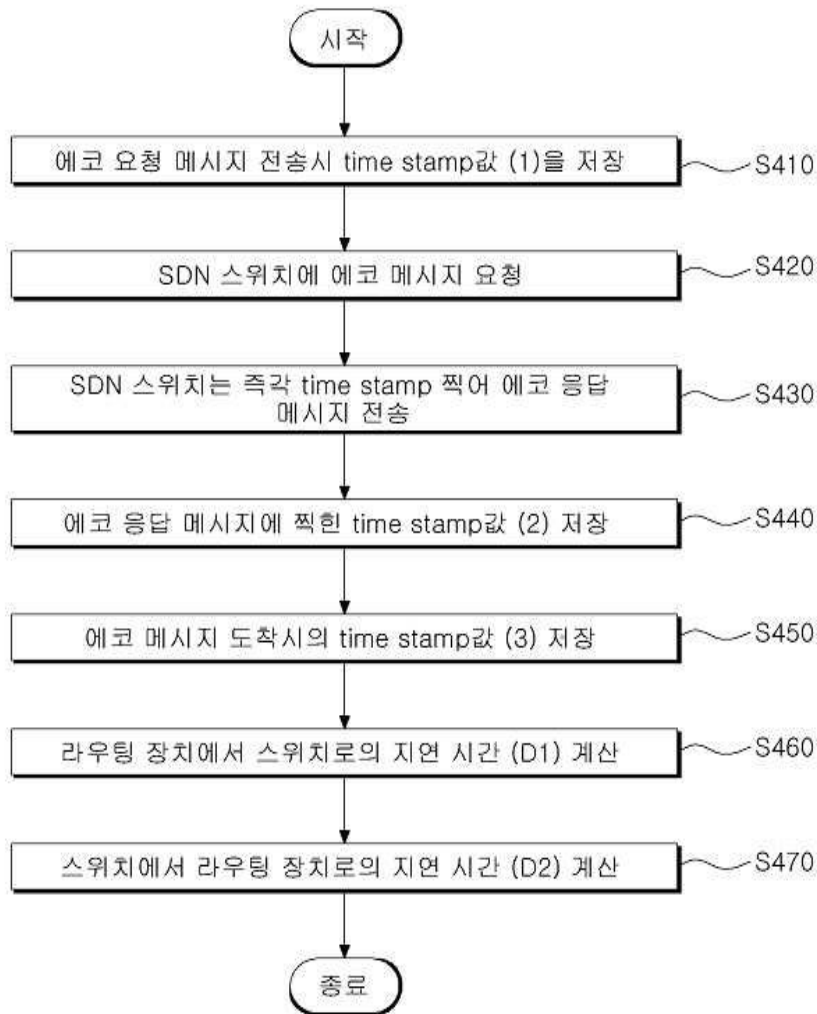 시작
에코 요청 메시지 전송시 time stamp값 (1)을 저장
S410
SDN 스위치에 에코 메시지 요청
S420
SDN 스위치는 즉각 time stamp 찍어 에코 응답
메시지 전송
S430
에코 응답 메시지에 찍힌 time stamp값 (2) 저장
S440
에코 메시지 도착시의 time stamp값 (3) 저장
S450
라우팅 장치에서 스위치로의 지연 시간 (D1) 계산
S460
스위치에서 라우팅 장치로의 지연 시간 (D2) 계산
S470
종료